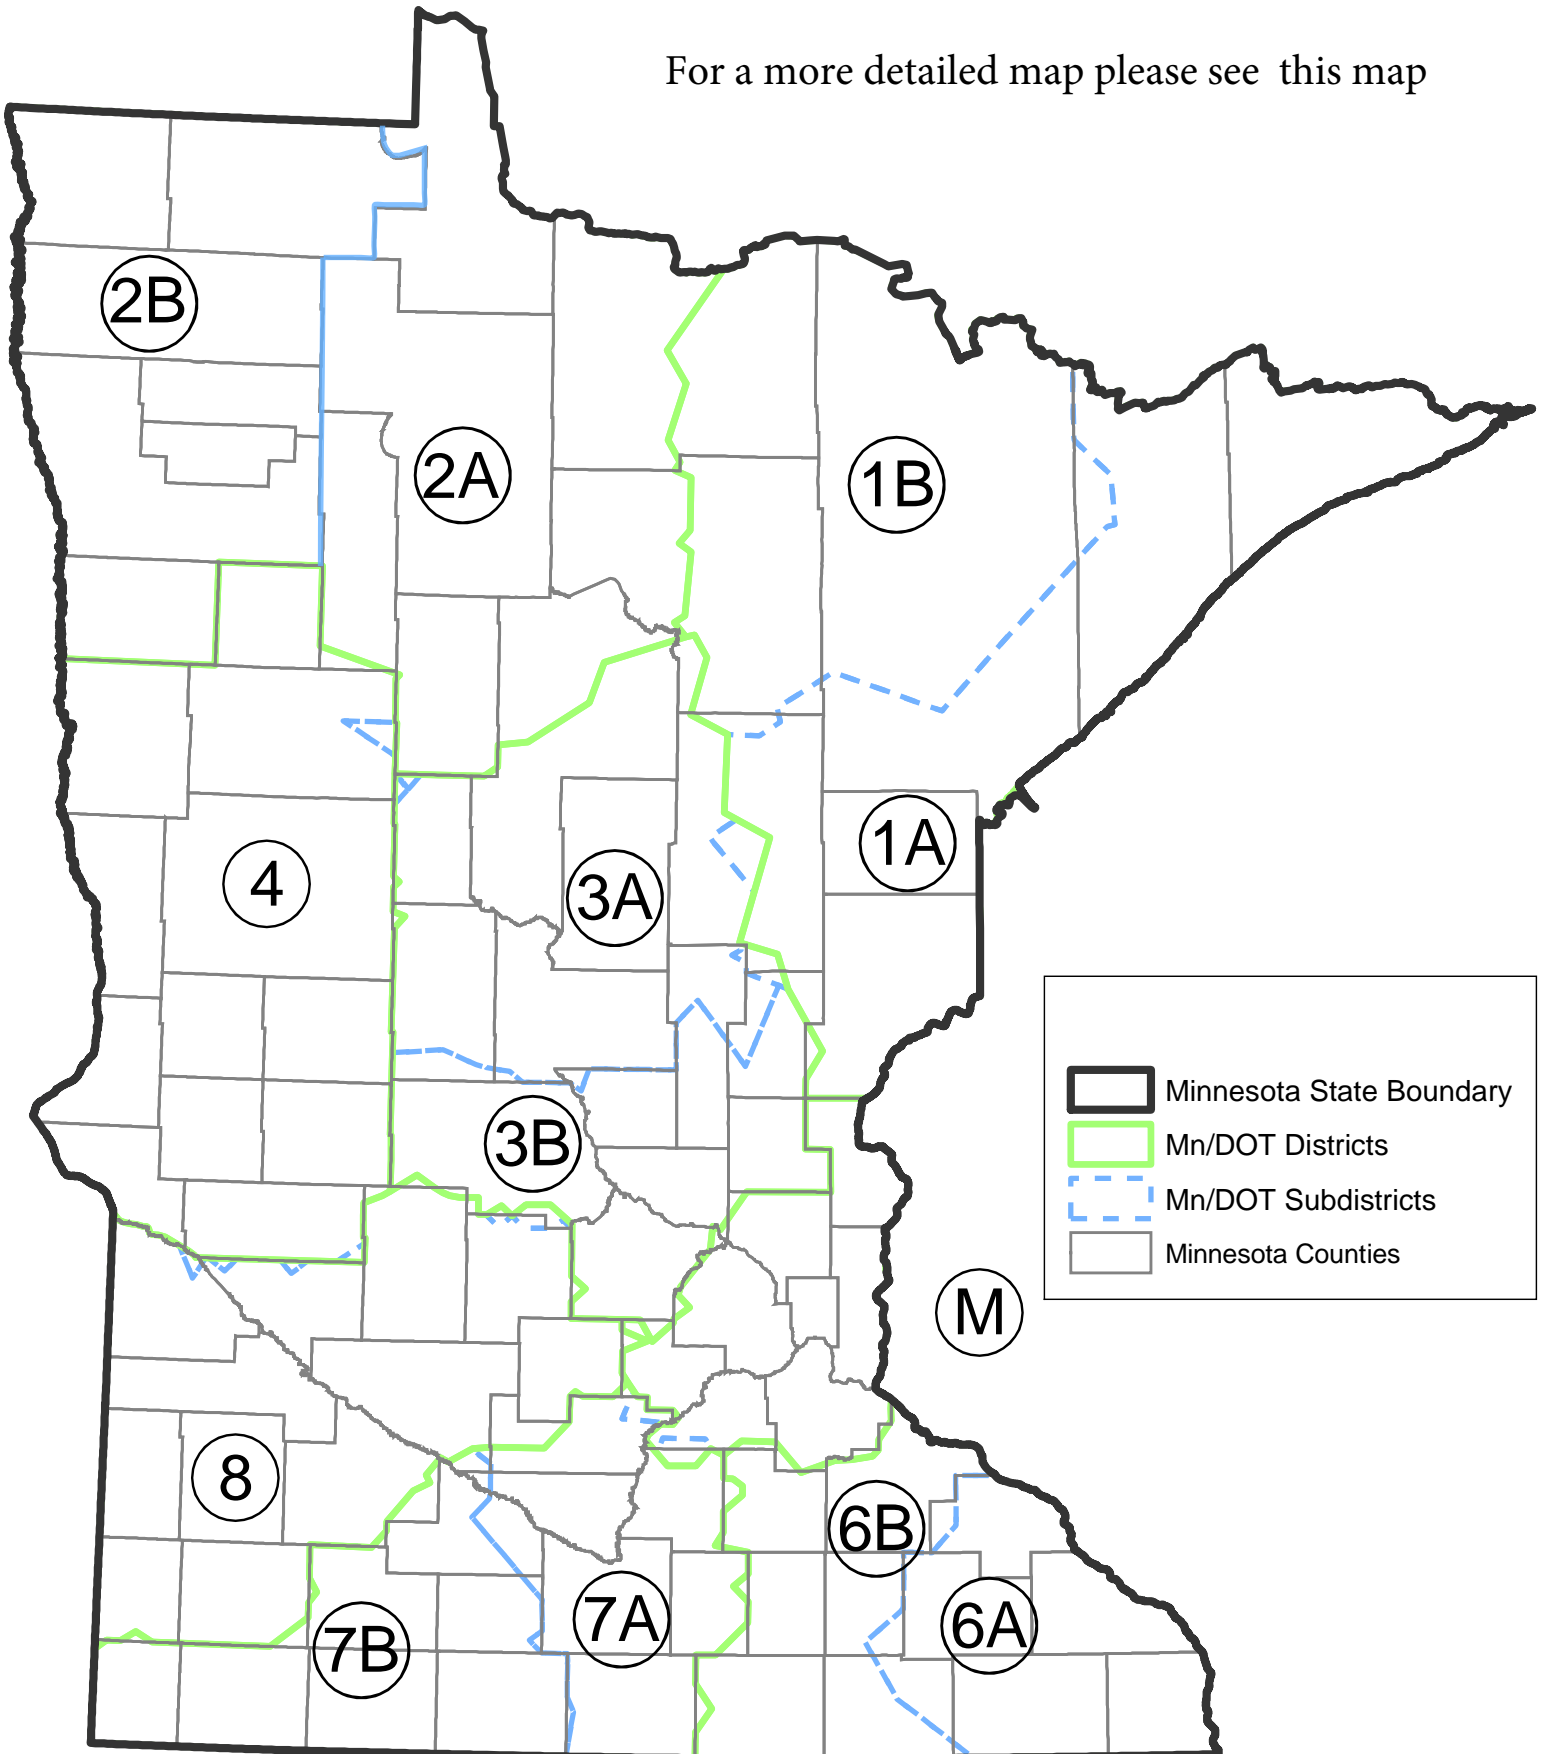 For a more detailed map please see  this map
2B
2A
1B
1A
4
3A
3B
Minnesota State Boundary
Mn/DOT Districts
Mn/DOT Subdistricts
Minnesota Counties
M
8
6B
7A
6A
7B